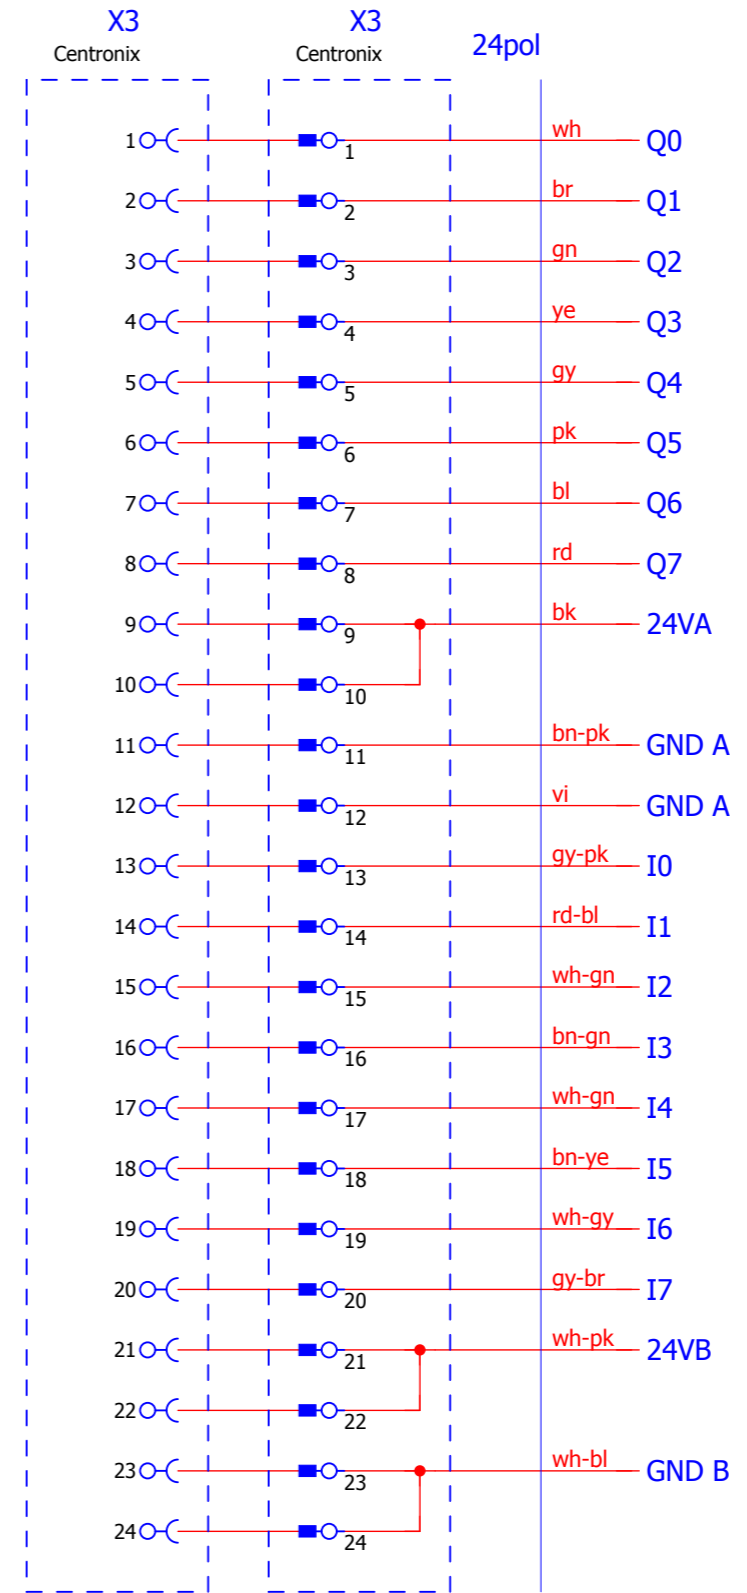 X3 X3
Centronix Centronix 24pol
1 1 wh Q0
2 2 br Q1
3 3 gn Q2
4 4 ye Q3
5 5 gy Q4
6 6 pk Q5
7 7 bl Q6
8 8 rd Q7
9 9 bk 24VA
10 10
11 11 bn-pk GND A
12 12 vi GND A
13 13 gy-pk I0
14 14 rd-bl I1
15 15 wh-gn I2
16 16 bn-gn I3
17 17 wh-gn I4
18 18 bn-ye I5
19 19 wh-gy I6
20 20 gy-br I7
21 21 wh-pk 24VB
22 22
23 23 wh-bl GND B
24 24